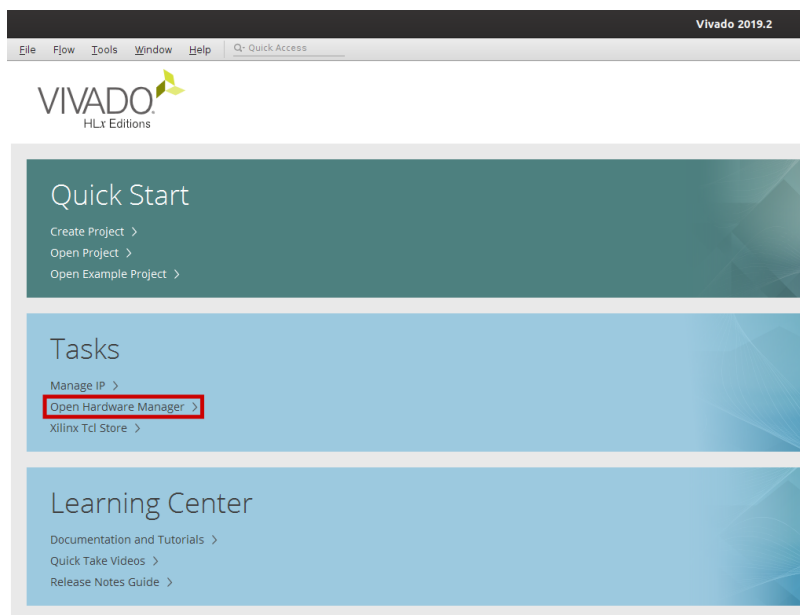 Vivado 2019.2
File Flow Tools Window Help Q- Quick Access
VIVADO.
HLx Editions
Quick Start
Create Project >
Open Project >
Open Example Project >
Tasks
Manage IP >
Open Hardware Manager >
Xilinx Tcl Store >
Learning Center
Documentation and Tutorials >
Quick Take Videos >
Release Notes Guide >